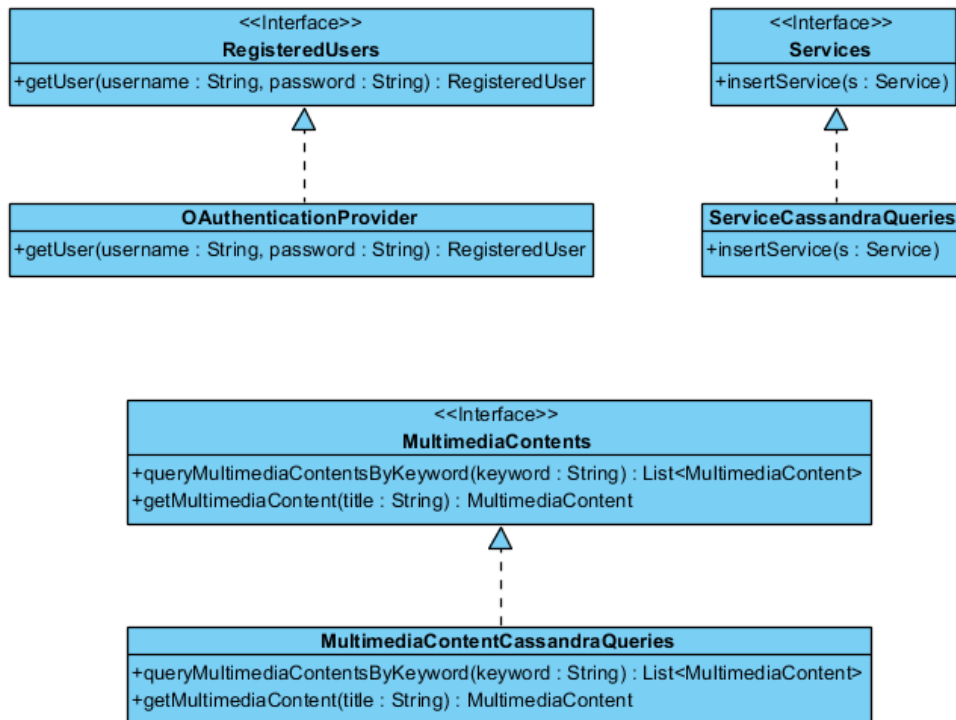 <<Interface>>
RegisteredUsers
+getUser(username : String, password : String) : RegisteredUser
OAuthenticationProvider
+getUser(username : String, password : String) : RegisteredUser
<<Interface>>
Services
+insertService(s : Service)
ServiceCassandraQueries
+insertService(s : Service)
<<Interface>>
MultimediaContents
+queryMultimediaContentsByKeyword(keyword : String) : List<MultimediaContent>
+getMultimediaContent(title : String) : MultimediaContent
MultimediaContentCassandraQueries
+queryMultimediaContentsByKeyword(keyword : String) : List<MultimediaContent>
+getMultimediaContent(title : String) : MultimediaContent